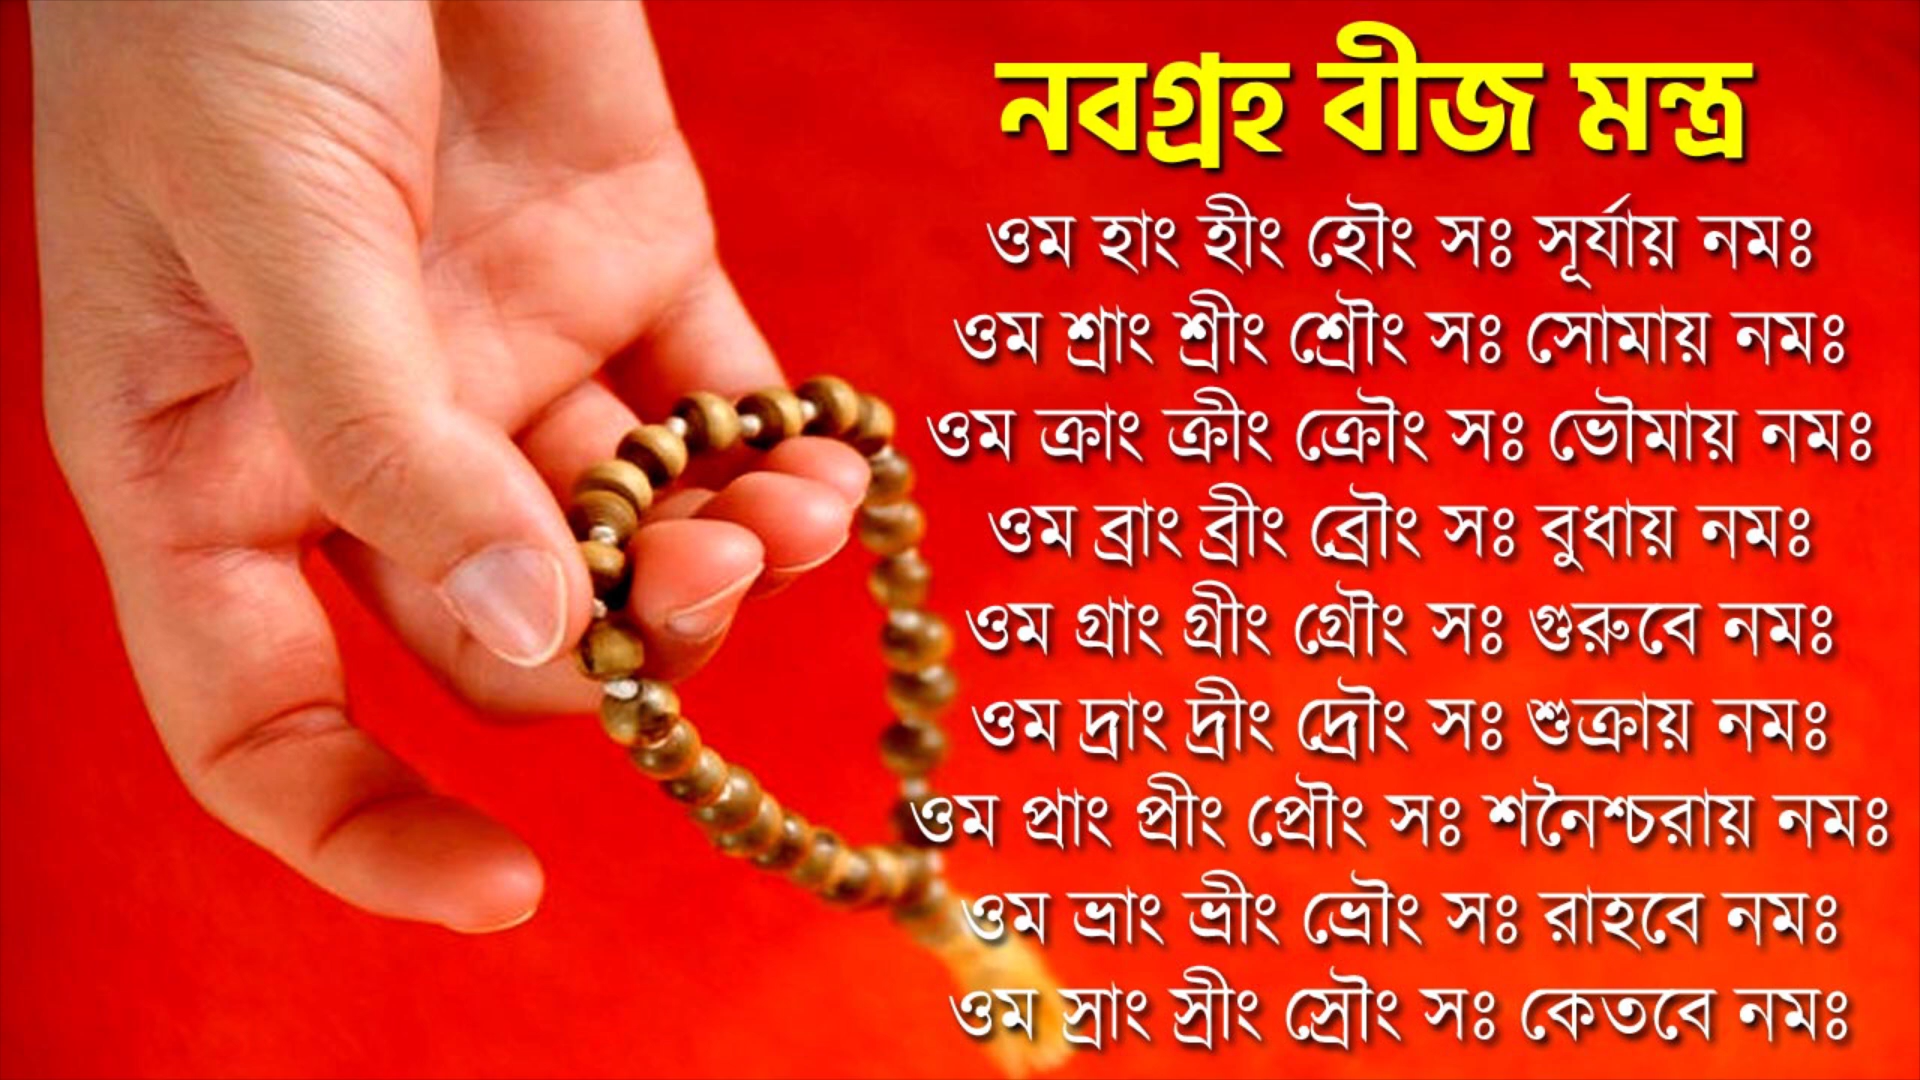 নবগ্রহ বীজ মন্ত্র
ওম হাং হীং হৌং সঃ সূর্যায় নমঃ
ওম শ্রাং শ্রীং শ্রৌং সঃ সোমায় নমঃ
ওম ক্রাং ক্রীং ক্রৌং সঃ ভৌমায় নমঃ
ওম ব্রাং ব্রীং ব্রৌং সঃ বুধায় নমঃ
ওম গ্রাং গ্রীং গ্রৌং সঃ গুরুবে নমঃ
ওম দ্রাং দ্রীং দ্রৌং সঃ শুক্রায় নমঃ
ওম প্রাং প্রীং প্রৌং সঃ শনৈশ্চরায় নমঃ
ওম ভ্রাং ভ্রীং ভ্রৌং সঃ রাহবে নমঃ
ওম স্রাং স্রীং স্রৌং সঃ কেতবে নমঃ